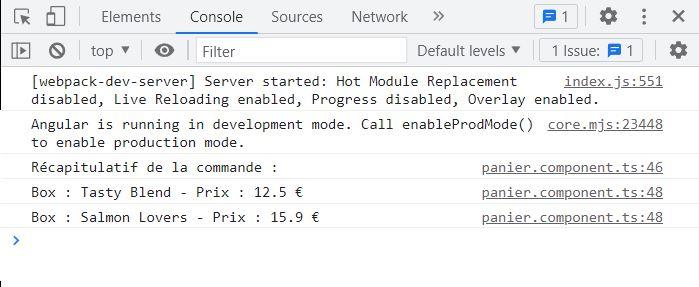 Elements Console Sources Network » 1
top Filter Default levels 1 Issue: 1
[webpack-dev-server] Server started: Hot Module Replacement index.js:551
disabled, Live Reloading enabled, Progress disabled, Overlay enabled.
Angular is running in development mode. Call enableProdMode() core.mjs:23448
to enable production mode.
Récapitulatif de la commande : panier.component.ts:46
Box : Tasty Blend - Prix : 12.5 € panier.component.ts:48
Box : Salmon Lovers - Prix : 15.9 € panier.component.ts:48